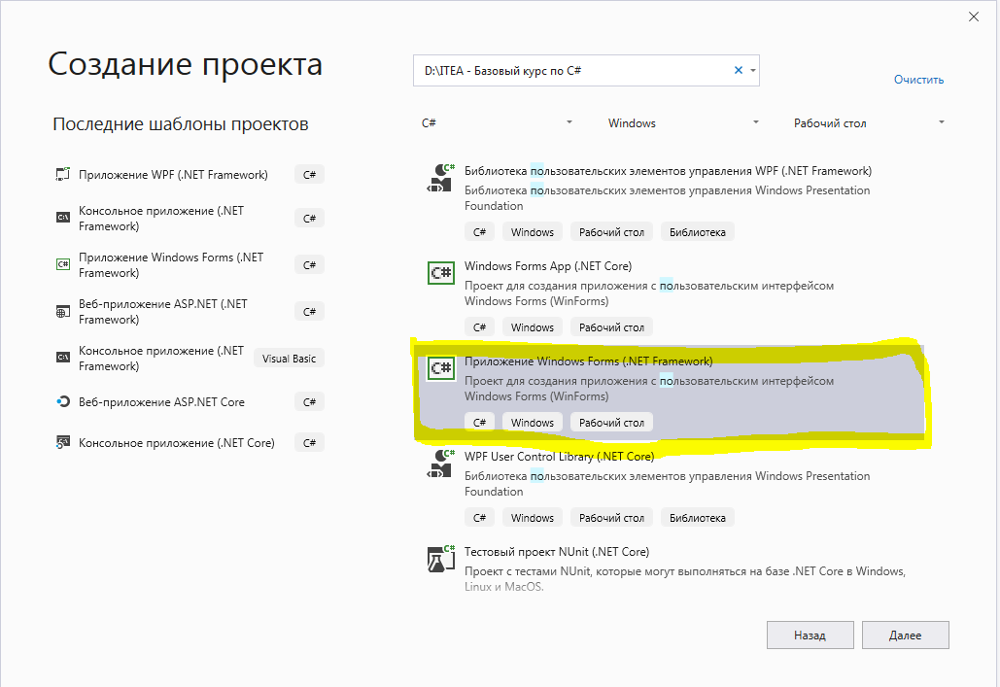 Создание проекта
D:\ITEA - Базовый курс по C#
Очистить
Последние шаблоны проектов
C#
Windows
Рабочий стол
Приложение WPF (.NET Framework)
C#
Консольное приложение (.NET
Framework)
C#
Приложение Windows Forms (.NET
Framework)
C#
Веб-приложение ASP.NET (.NET
Framework)
C#
Консольное приложение (.NET
Framework)
Visual Basic
Веб-приложение ASP.NET Core
C#
Консольное приложение (.NET Core)
C#
Библиотека пользовательских элементов управления WPF (.NET Framework)
Библиотека пользовательских элементов управления Windows Presentation
Foundation
C# Windows Рабочий стол Библиотека
Windows Forms App (.NET Core)
Проект для создания приложения с пользовательским интерфейсом
Windows Forms (WinForms)
C# Windows Рабочий стол
Приложение Windows Forms (.NET Framework)
Проект для создания приложения с пользовательским интерфейсом
Windows Forms (WinForms)
C# Windows Рабочий стол
WPF User Control Library (.NET Core)
Библиотека пользовательских элементов управления Windows Presentation
Foundation
C# Windows Рабочий стол Библиотека
Тестовый проект NUnit (.NET Core)
Проект с тестами NUnit, которые могут выполняться на базе .NET Core в Windows,
Linux и MacOS.
Назад
Далее